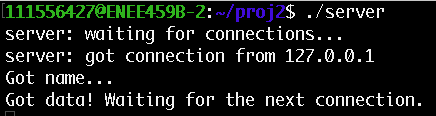 111556427@ENEE459B-2:~/proj2$ ./server
server: waiting for connections...
server: got connection from 127.0.0.1
Got name...
Got data! Waiting for the next connection.